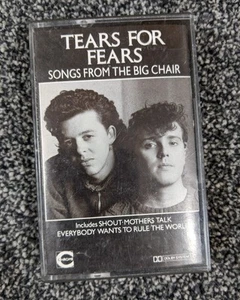 TEARS FOR
FEARS
SONGS FROM THE BIG CHAIR
Includes SHOUT·MOTHERS TALK
EVERYBODY WANTS TO RULE THE WORLD